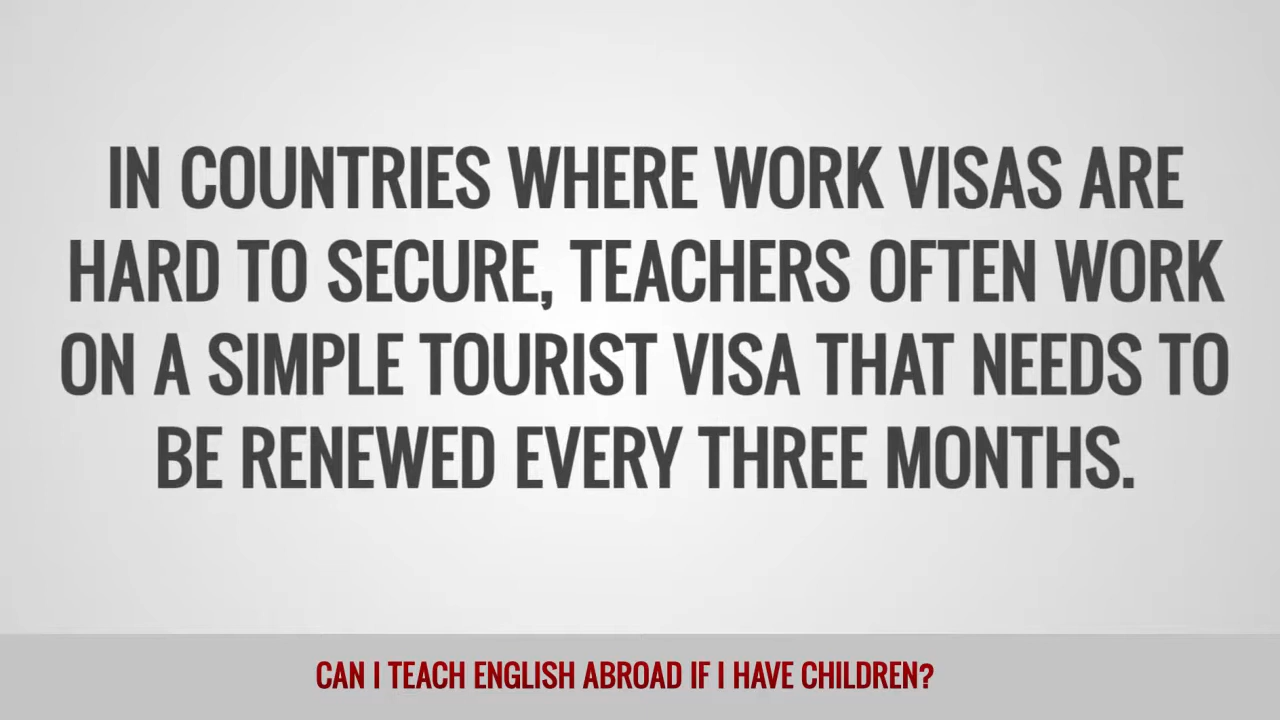 IN COUNTRIES WHERE WORK VISAS ARE
HARD TO SECURE, TEACHERS OFTEN WORK
ON A SIMPLE TOURIST VISA THAT NEEDS TO
BE RENEWED EVERY THREE MONTHS.
CAN I TEACH ENGLISH ABROAD IF I HAVE CHILDREN?